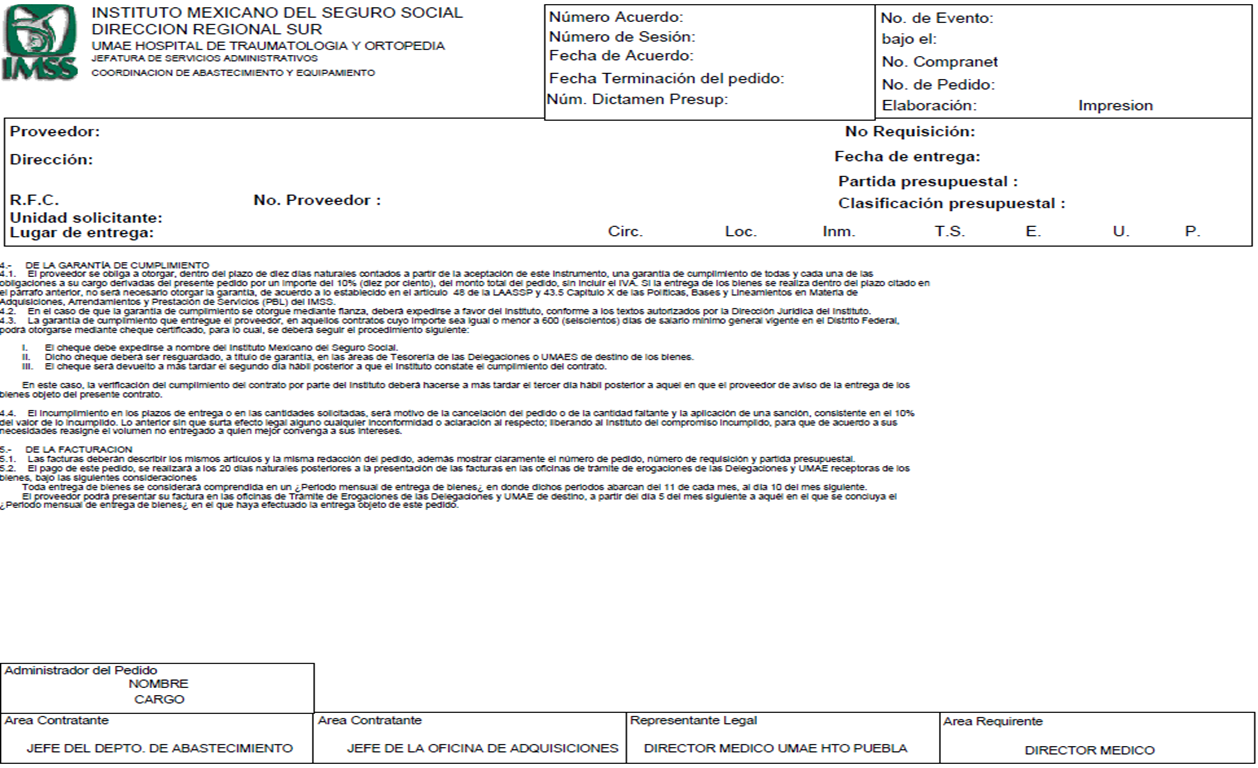 INSTITUTO MEXICANO DEL SEGURO SOCIAL
DIRECCION REGIONAL SUR
UMAE HOSPITAL DE TRAUMATOLOGIA Y ORTOPEDIA
JEFATURA DE SERVICIOS ADMINISTRATIVOS
COORDINACION DE ABASTECIMIENTO Y EQUIPAMIENTO
IMSS
Número Acuerdo:
Número de Sesión:
Fecha de Acuerdo:
Fecha Terminación del pedido:
Núm. Dictamen Presup:
No. de Evento:
bajo el:
No. Compranet
No. de Pedido:
Elaboración: Impresion
Proveedor: No Requisición:
Dirección: Fecha de entrega:
Partida presupuestal :
R.F.C. No. Proveedor : Clasificación presupuestal :
Unidad solicitante:
Lugar de entrega: Circ. Loc. Inm. T.S. E. U. P.
4.- DE LA GARANTÍA DE CUMPLIMIENTO
4.1. El proveedor se obliga a otorgar, dentro del plazo de diez días naturales contados a partir de la aceptación de este instrumento, una garantía de cumplimiento de todas y cada una de las
obligaciones a su cargo derivadas del presente pedido por un importe del 10% (diez por ciento), del monto total del pedido, sin incluir el IVA. Si la entrega de los bienes se realiza dentro del plazo citado en
el párrafo anterior, no será necesario otorgar la garantía, de acuerdo a lo establecido en el artículo 48 de la LAASSP y 43.5 Capítulo X de las Políticas, Bases y Lineamientos en Materia de
Adquisiciones, Arrendamientos y Prestación de Servicios (PBL) del IMSS.
4.2. En el caso de que la garantía de cumplimiento se otorgue mediante fianza, deberá expedirse a favor del Instituto, conforme a los textos autorizados por la Dirección Jurídica del Instituto.
4.3. La garantía de cumplimiento que entregue el proveedor, en aquellos contratos cuyo importe sea igual o menor a 600 (seiscientos) días de salario mínimo general vigente en el Distrito Federal,
podrá otorgarse mediante cheque certificado, para lo cual, se deberá seguir el procedimiento siguiente:
I. El cheque debe expedirse a nombre del Instituto Mexicano del Seguro Social.
II. Dicho cheque deberá ser resguardado, a título de garantía, en las áreas de Tesorería de las Delegaciones o UMAES de destino de los bienes.
III. El cheque será devuelto a más tardar el segundo día hábil posterior a que el Instituto constate el cumplimiento del contrato.
En este caso, la verificación del cumplimiento del contrato por parte del Instituto deberá hacerse a más tardar el tercer día hábil posterior a aquel en que el proveedor de aviso de la entrega de los
bienes objeto del presente contrato.
4.4. El incumplimiento en los plazos de entrega o en las cantidades solicitadas, será motivo de la cancelación del pedido o de la cantidad faltante y la aplicación de una sanción, consistente en el 10%
del valor de lo incumplido. Lo anterior sin que surta efecto legal alguno cualquier inconformidad o aclaración al respecto; liberando al Instituto del compromiso incumplido, para que de acuerdo a sus
necesidades reasigne el volumen no entregado a quien mejor convenga a sus intereses.
5.- DE LA FACTURACION
5.1. Las facturas deberán describir los mismos artículos y la misma redacción del pedido, además mostrar claramente el número de pedido, número de requisición y partida presupuestal.
5.2. El pago de este pedido, se realizará a los 20 días naturales posteriores a la presentación de las facturas en las oficinas de trámite de erogaciones de las Delegaciones y UMAE receptoras de los
bienes, bajo las siguientes consideraciones
Toda entrega de bienes se considerará comprendida en un ¿Periodo mensual de entrega de bienes¿ en donde dichos periodos abarcan del 11 de cada mes, al día 10 del mes siguiente.
El proveedor podrá presentar su factura en las oficinas de Trámite de Erogaciones de las Delegaciones y UMAE de destino, a partir del día 5 del mes siguiente a aquél en el que se concluya el
¿Periodo mensual de entrega de bienes¿ en el que haya efectuado la entrega objeto de este pedido.
Administrador del Pedido
NOMBRE
CARGO
Area Contratante
JEFE DEL DEPTO. DE ABASTECIMIENTO
Area Contratante
JEFE DE LA OFICINA DE ADQUISICIONES
Representante Legal
DIRECTOR MEDICO UMAE HTO PUEBLA
Area Requirente
DIRECTOR MEDICO